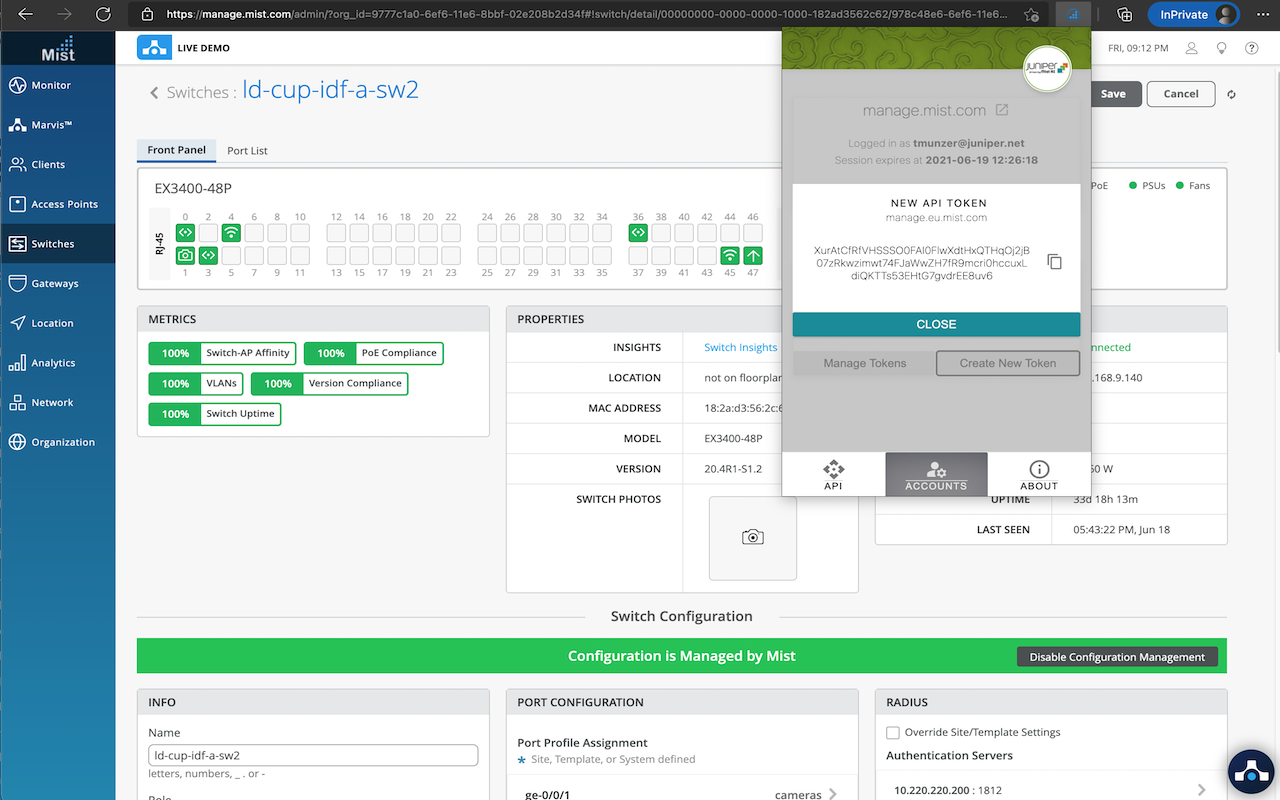 https://manage.mist.com/admin/?org_id=9777c1a0-6ef6-11e6-8bbf-02e208b2d34f#!switch/detail/00000000-0000-0000-1000-182ad3562c62/978c48e6-6ef6-11e6...
InPrivate
Mist
LIVE DEMO
FRI, 09:12 PM
Monitor
Marvis™
Clients
Access Points
Switches
Gateways
Location
Analytics
Network
Organization
Switches : ld-cup-idf-a-sw2
Save
Cancel
Front Panel
Port List
EX3400-48P
PoE
PSUs
Fans
RJ-45
0 2 4 6 8 10 12 14 16 18 20 22 24 26 28 30 32 34 36 38 40 42 44 46
1 3 5 7 9 11 13 15 17 19 21 23 25 27 29 31 33 35 37 39 41 43 45 47
METRICS
100% Switch-AP Affinity
100% PoE Compliance
100% VLANs
100% Version Compliance
100% Switch Uptime
PROPERTIES
INSIGHTS Switch Insights
LOCATION not on floorplan
MAC ADDRESS 18:2a:d3:56:2c:6
MODEL EX3400-48P
VERSION 20.4R1-S1.2
SWITCH PHOTOS
nnected
.168.9.140
50 W
UPTIME 33d 18h 13m
LAST SEEN 05:43:22 PM, Jun 18
juniper
manage.mist.com
Logged in as tmunzer@juniper.net
Session expires at 2021-06-19 12:26:18
NEW API TOKEN
manage.eu.mist.com
XurAtCfRfVHSSSO0FAI0FIwXdtHxQTHqOj2jB
07zRkwzimwt74FJaWwZH7fR9mcri0hccuxL
diQKTTs53EHtG7gvdrEE8uv6
CLOSE
Manage Tokens
Create New Token
API
ACCOUNTS
ABOUT
Switch Configuration
Configuration is Managed by Mist
Disable Configuration Management
INFO
Name
ld-cup-idf-a-sw2
letters, numbers, _ . or -
Role
PORT CONFIGURATION
Port Profile Assignment
* Site, Template, or System defined
ge-0/0/1
cameras
RADIUS
Override Site/Template Settings
Authentication Servers
10.220.220.200 : 1812